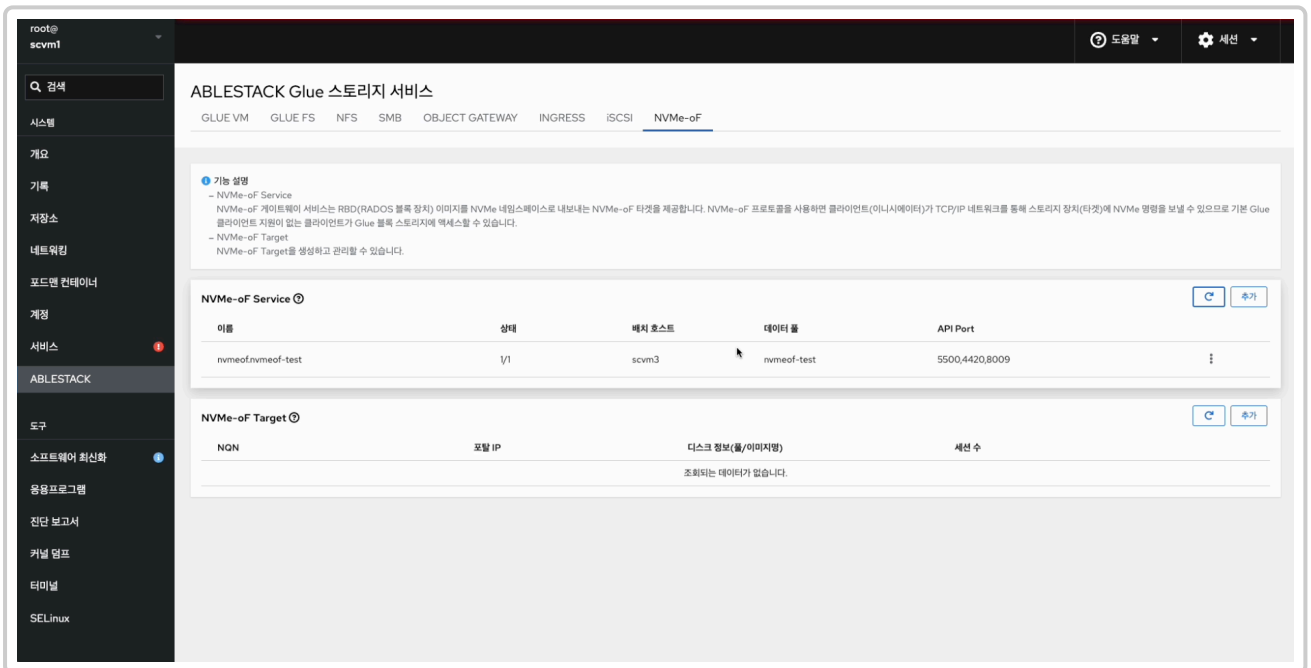 root@
scvm1
도움말
세션
검색
시스템
개요
기록
저장소
네트워킹
포드맨 컨테이너
계정
서비스
ABLESTACK
도구
소프트웨어 최신화
응용프로그램
진단 보고서
커널 덤프
터미널
SELinux
ABLESTACK Glue 스토리지 서비스
GLUE VM GLUE FS NFS SMB OBJECT GATEWAY INGRESS iSCSI NVMe-oF
기능 설명
– NVMe-oF Service
NVMe-oF 게이트웨이 서비스는 RBD(RADOS 블록 장치) 이미지를 NVMe 네임스페이스로 내보내는 NVMe-oF 타겟을 제공합니다. NVMe-oF 프로토콜을 사용하면 클라이언트(이니시에이터)가 TCP/IP 네트워크를 통해 스토리지 장치(타겟)에 NVMe 명령을 보낼 수 있으므로 기본 Glue
클라이언트 지원이 없는 클라이언트가 Glue 블록 스토리지에 액세스할 수 있습니다.
– NVMe-oF Target
NVMe-oF Target을 생성하고 관리할 수 있습니다.
NVMe-oF Service
추가
이름 상태 배치 호스트 데이터 풀 API Port
nvmeof.nvmeof-test 1/1 scvm3 nvmeof-test 5500,4420,8009
NVMe-oF Target
추가
NQN 포탈 IP 디스크 정보(풀/이미지명) 세션 수
조회되는 데이터가 없습니다.